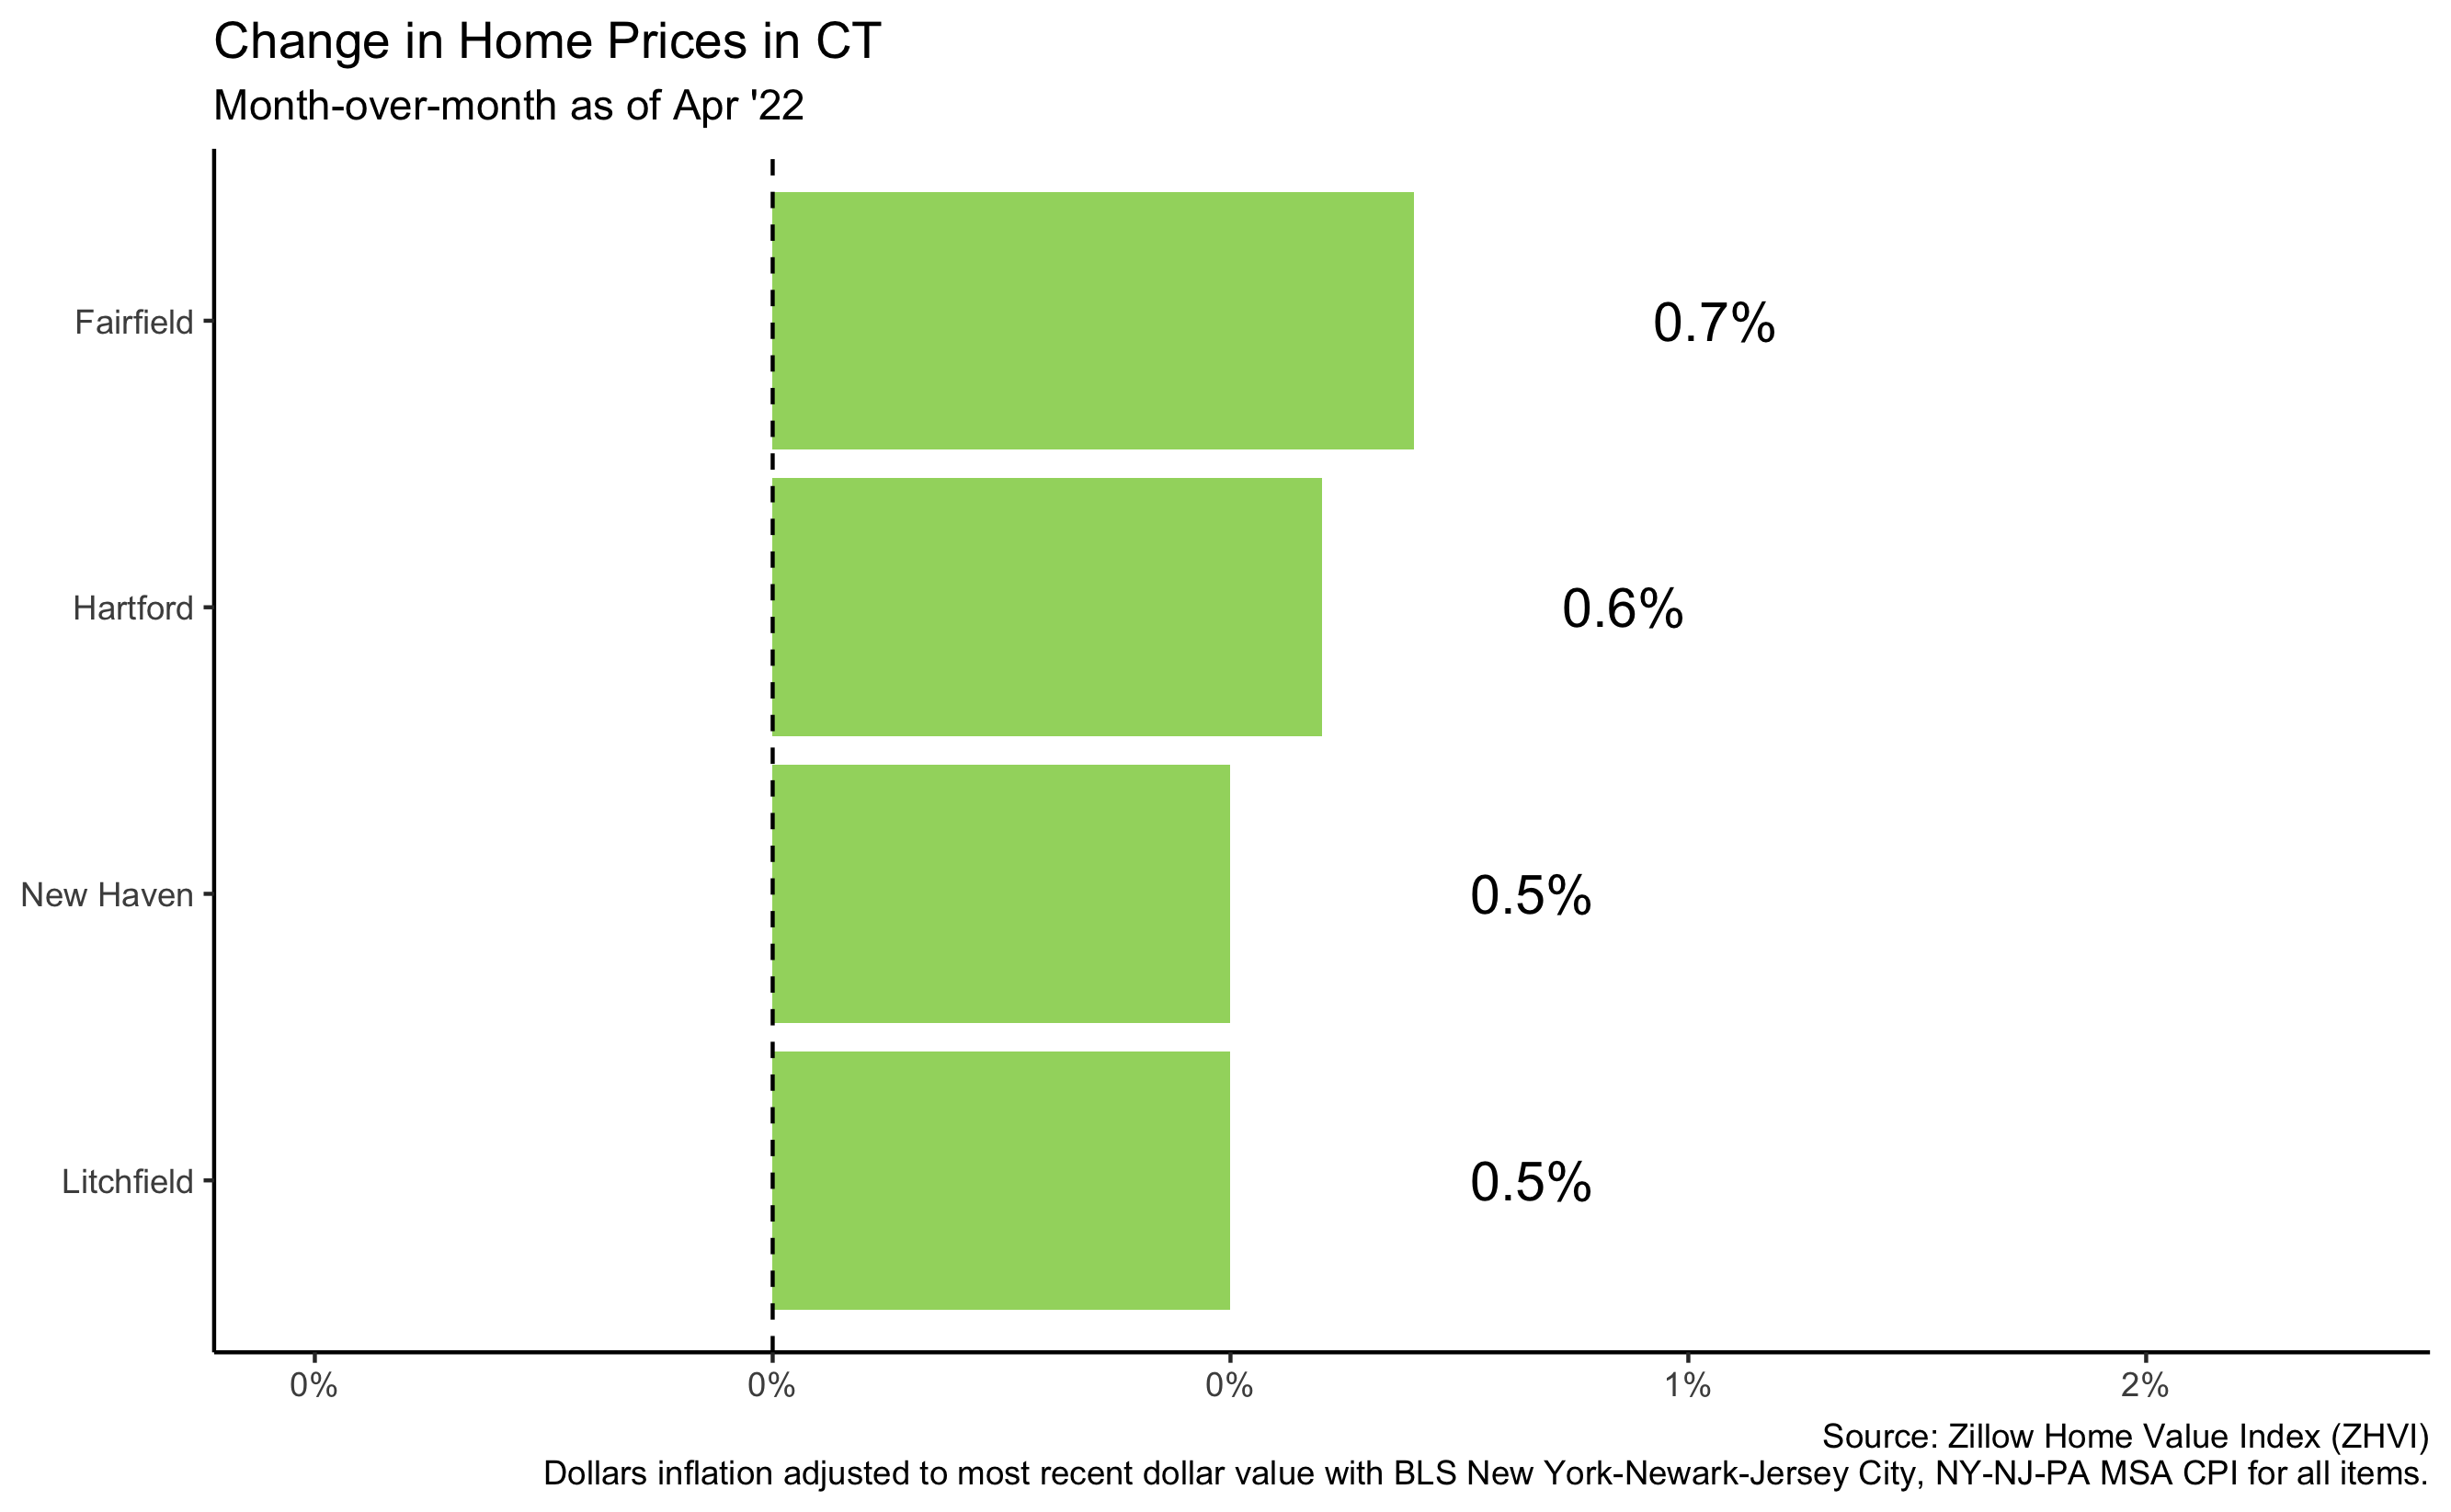 Change in Home Prices in CT
Month-over-month as of Apr '22
Fairfield
0.7%
Hartford
0.6%
New Haven
0.5%
Litchfield
0.5%
0%
0%
0%
1%
2%
Source: Zillow Home Value Index (ZHVI)
Dollars inflation adjusted to most recent dollar value with BLS New York-Newark-Jersey City, NY-NJ-PA MSA CPI for all items.